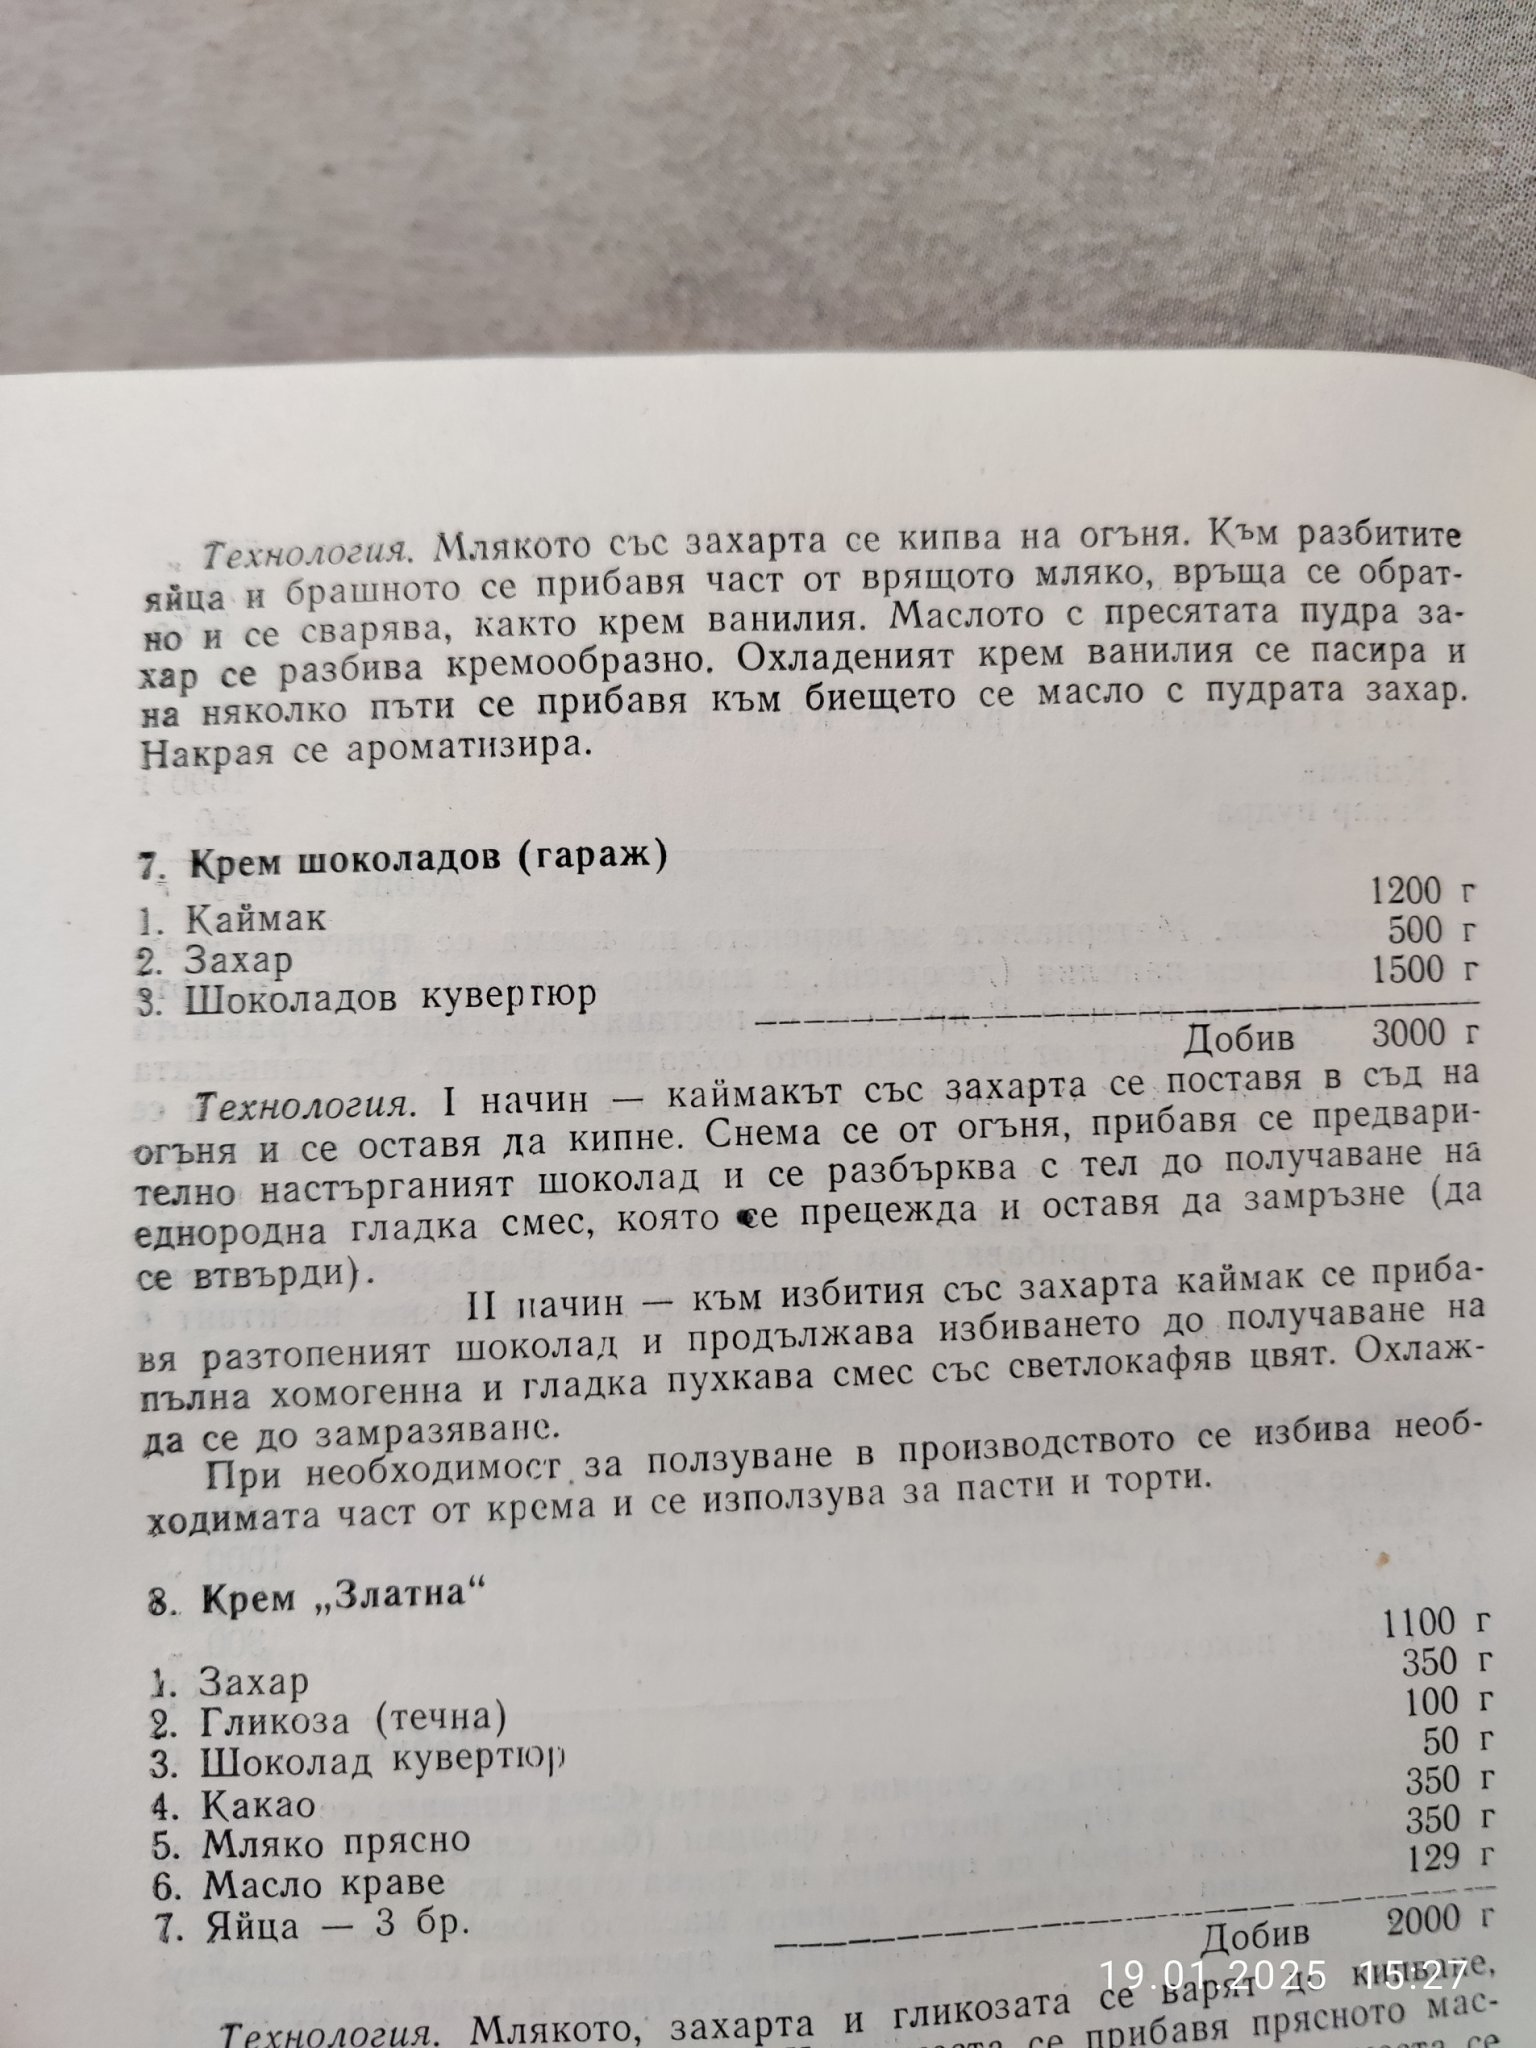 Технология. Млякото със захарта се кипва на огъня. Към разбитите
яйца и брашното се прибавя част от врящото мляко, връща се обрат-
но и се сварява, както крем ванилия. Маслото с пресятата пудра за-
хар се разбива кремообразно. Охладеният крем ванилия се пасира и
на няколко пъти се прибавя към биещето се масло с пудрата захар.
Накрая се ароматизира.
7. Крем шоколадов (гараж)
1. Каймак 1200 г
2. Захар 500 г
3. Шоколадов кувертюр 1500 г
Добив 3000 г
Технология. I начин — каймакът със захарта се поставя в съд на
огъня и се оставя да кипне. Снема се от огъня, прибавя се предвари-
телно настърганият шоколад и се разбърква с тел до получаване на
еднородна гладка смес, която се прецежда и оставя да замръзне (да
се втвърди).
II начин — към избития със захарта каймак се приба-
вя разтопеният шоколад и продължава избиването до получаване на
пълна хомогенна и гладка пухкава смес със светлокафяв цвят. Охлаж-
да се до замразяване.
При необходимост за ползуване в производството се избива необ-
ходимата част от крема и се използува за пасти и торти.
8. Крем „Златна“
1. Захар 1100 г
2. Гликоза (течна) 350 г
3. Шоколад кувертюр 100 г
4. Какао 50 г
5. Мляко прясно 350 г
6. Масло краве 350 г
7. Яйца — 3 бр. 129 г
Добив 2000 г
19.01.2025 15:27
Технология. Млякото, захарта и гликозата се варят до кипване,
се прибавя прясното мас-
се